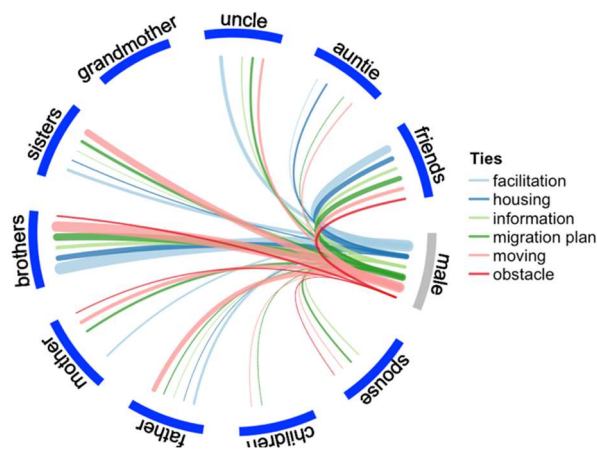 uncle
auntie
friends
male
spouse
children
father
mother
brothers
sisters
grandmother
Ties
facilitation
housing
information
migration plan
moving
obstacle